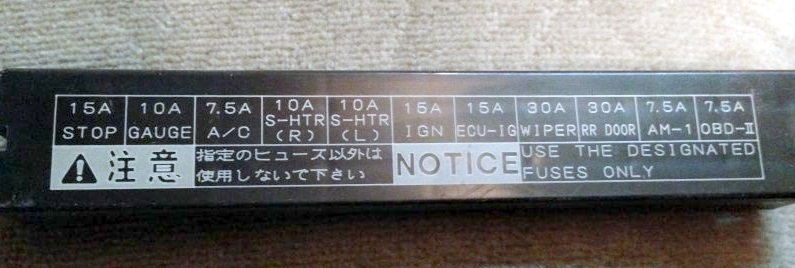 15A 10A 7.5A 10A 10A 15A 15A 30A 30A 7.5A 7.5A
STOP GAUGE A/C S-HTR (R) S-HTR (L) IGN ECU-IG WIPER RR DOOR AM-1 OBD-II
注意 指定のヒューズ以外は NOTICE USE THE DESIGNATED
使用しないで下さい FUSES ONLY